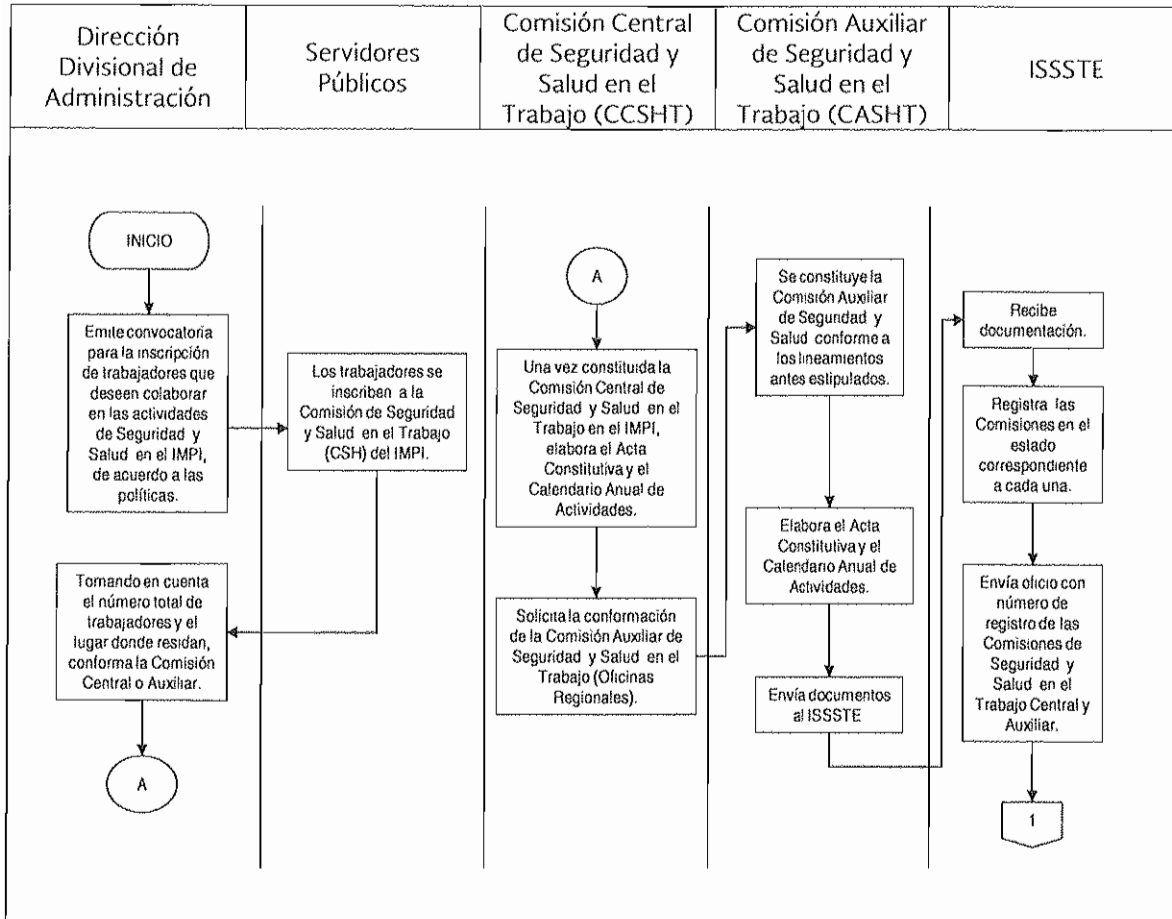 Dirección
Divisional de
Administración
Servidores
Públicos
Comisión Central
de Seguridad y
Salud en el
Trabajo (CCSHT)
Comisión Auxiliar
de Seguridad y
Salud en el
Trabajo (CASHT)
ISSSTE
INICIO
Emite convocatoria
para la inscripción
de trabajadores que
deseen colaborar
en las actividades
de Seguridad y
Salud en el IMPI,
de acuerdo a las
políticas.
Los trabajadores se
inscriben a la
Comisión de Seguridad
y Salud en el Trabajo
(CSH) del IMPI.
Tomando en cuenta
el número total de
trabajadores y el
lugar donde residan,
conforma la Comisión
Central o Auxiliar.
A
A
Una vez constituida la
Comisión Central de
Seguridad y Salud en el
Trabajo en el IMPI,
elabora el Acta
Constitutiva y el
Calendario Anual de
Actividades.
Solicita la conformación
de la Comisión Auxiliar de
Seguridad y Salud en el
Trabajo (Oficinas
Regionales).
Se constituye la
Comisión Auxiliar
de Seguridad y
Salud conforme a
los lineamientos
antes estipulados.
Elabora el Acta
Constitutiva y el
Calendario Anual de
Actividades.
Envía documentos
al ISSSTE
Recibe
documentación.
Registra las
Comisiones en el
estado
correspondiente
a cada una.
Envía oficio con
número de
registro de las
Comisiones de
Seguridad y
Salud en el
Trabajo Central y
Auxiliar.
1